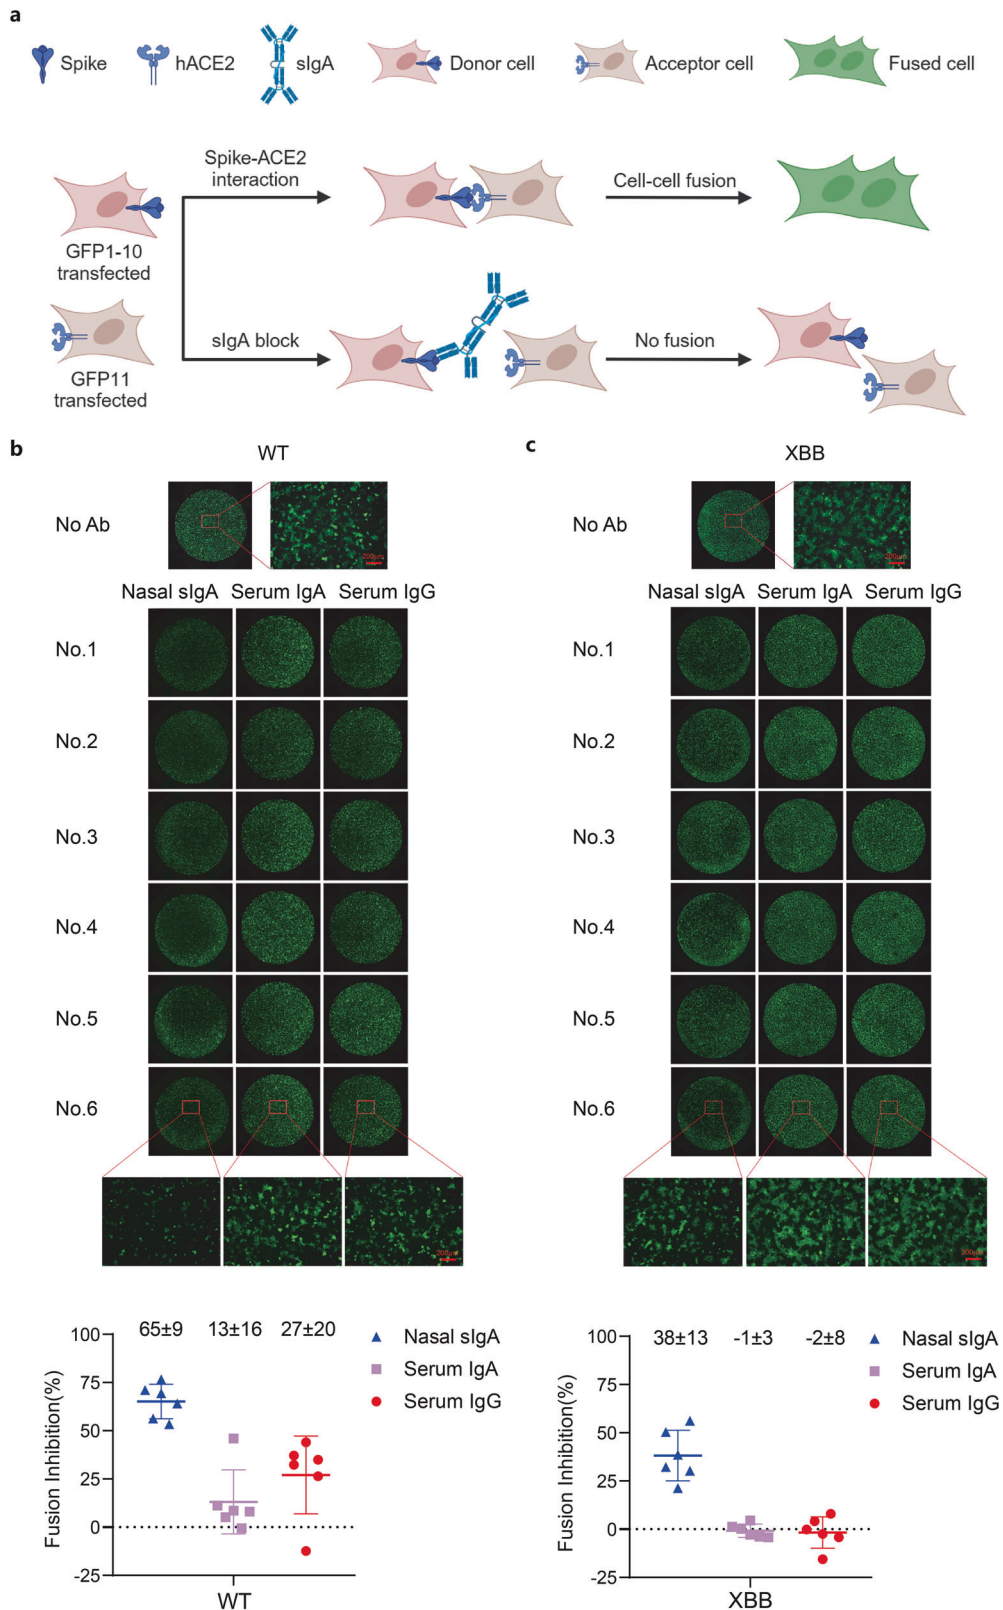 a
Spike
hACE2
sIgA
Donor cell
Acceptor cell
Fused cell
Spike-ACE2
interaction
Cell-cell fusion
GFP1-10
transfected
sIgA block
No fusion
GFP11
transfected
b
WT
No Ab
200μm
Nasal sIgA
Serum IgA
Serum IgG
No.1
No.2
No.3
No.4
No.5
No.6
200μm
Fusion Inhibition(%)
100
75
50
25
0
-25
65±9
13±16
27±20
Nasal sIgA
Serum IgA
Serum IgG
WT
c
XBB
No Ab
200μm
Nasal sIgA
Serum IgA
Serum IgG
No.1
No.2
No.3
No.4
No.5
No.6
200μm
Fusion Inhibition(%)
100
75
50
25
0
-25
38±13
-1±3
-2±8
Nasal sIgA
Serum IgA
Serum IgG
XBB